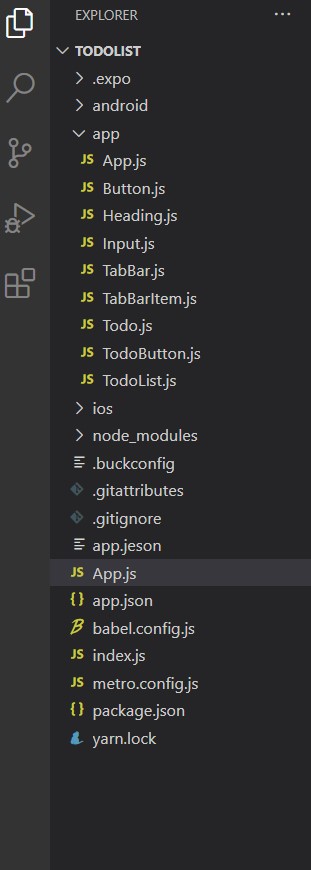 EXPLORER ...
TODOLIST
.expo
android
app
JS App.js
JS Button.js
JS Heading.js
JS Input.js
JS TabBar.js
JS TabBarItem.js
JS Todo.js
JS TodoButton.js
JS TodoList.js
ios
node_modules
.buckconfig
.gitattributes
.gitignore
app.jeson
JS App.js
{} app.json
B babel.config.js
JS index.js
JS metro.config.js
{} package.json
yarn.lock